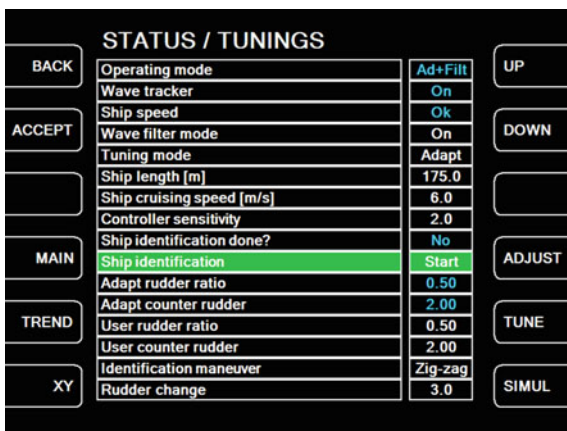 STATUS / TUNINGS
BACK
ACCEPT
MAIN
TREND
XY
Operating mode Ad+Filt
Wave tracker On
Ship speed Ok
Wave filter mode On
Tuning mode Adapt
Ship length [m] 175.0
Ship cruising speed [m/s] 6.0
Controller sensitivity 2.0
Ship identification done? No
Ship identification Start
Adapt rudder ratio 0.50
Adapt counter rudder 2.00
User rudder ratio 0.50
User counter rudder 2.00
Identification maneuver Zig-zag
Rudder change 3.0
UP
DOWN
ADJUST
TUNE
SIMUL